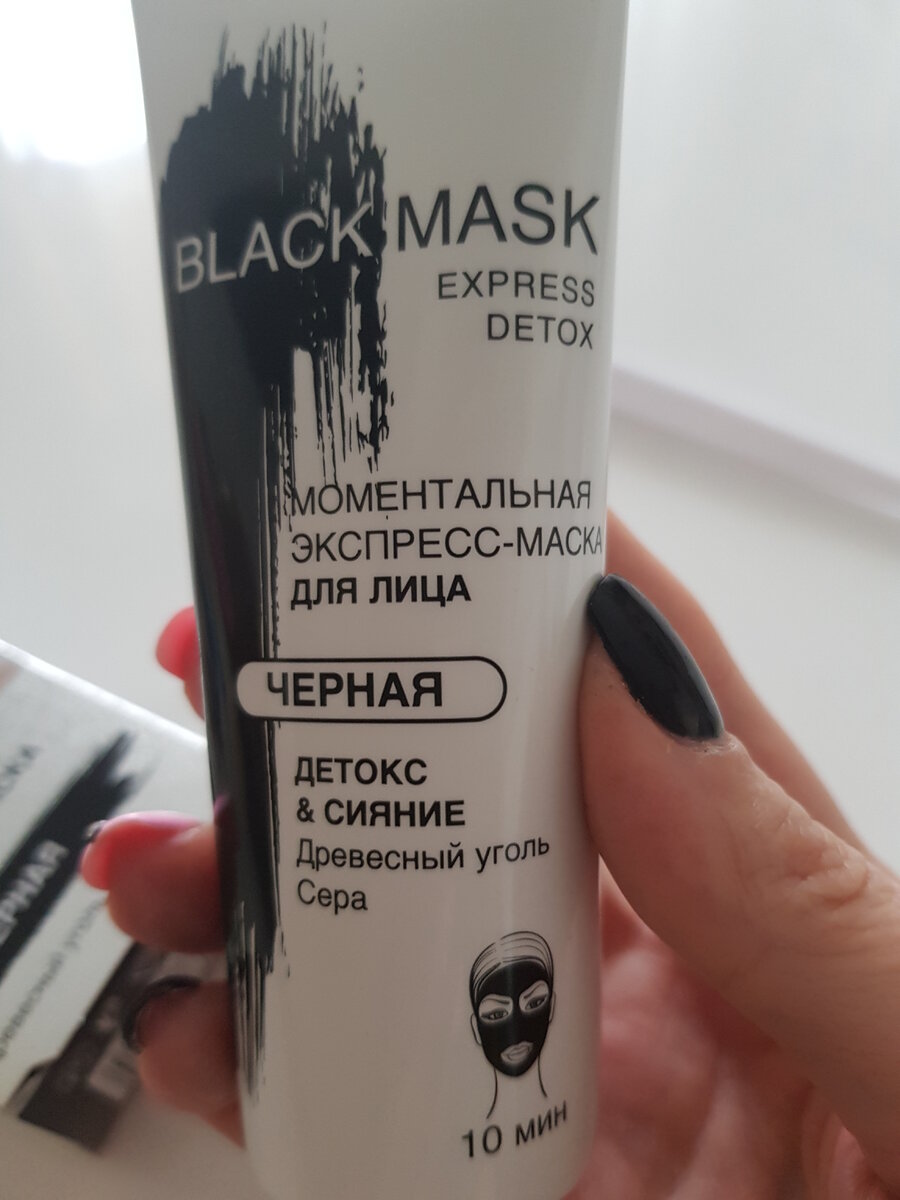 BLACK MASK
EXPRESS
DETOX
МОМЕНТАЛЬНАЯ
ЭКСПРЕСС-МАСКА
ДЛЯ ЛИЦА
ЧЕРНАЯ
ДЕТОКС
& СИЯНИЕ
Древесный уголь
Сера
10 мин